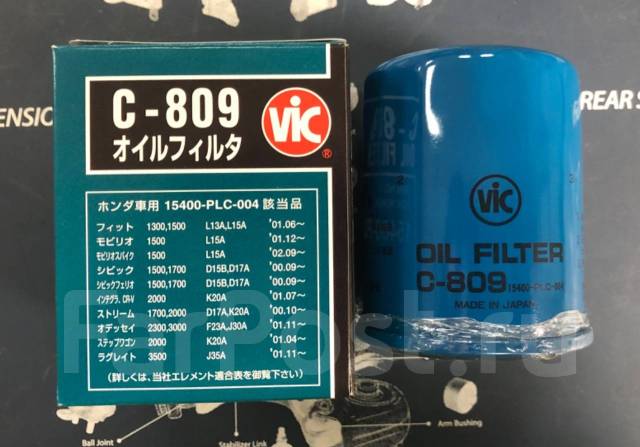 C-809
オイルフィルタ
VIC
®
ホンダ車用 15400-PLC-004 該当品
フィット 1300,1500 L13A,L15A '01.06～
モビリオ 1500 L15A '01.12～
モビリオスパイク 1500 L15A '02.09～
シビック 1500,1700 D15B,D17A '00.09～
シビックフェリオ 1500,1700 D15B,D17A '00.09～
インテグラ、CR-V 2000 K20A '01.07～
ストリーム 1700,2000 D17A,K20A '00.10～
オデッセイ 2300,3000 F23A,J30A '01.11～
ステップワゴン 2000 K20A '01.04～
ラグレイト 3500 J35A '01.11～
(詳しくは、当社エレメント適合表を御覧下さい)
VIC
OIL FILTER
C-809 15400-PLC-004
MADE IN JAPAN
REAR S
Ball Joint
Stabilizer Link
Arm Bushing
FarPost.ru